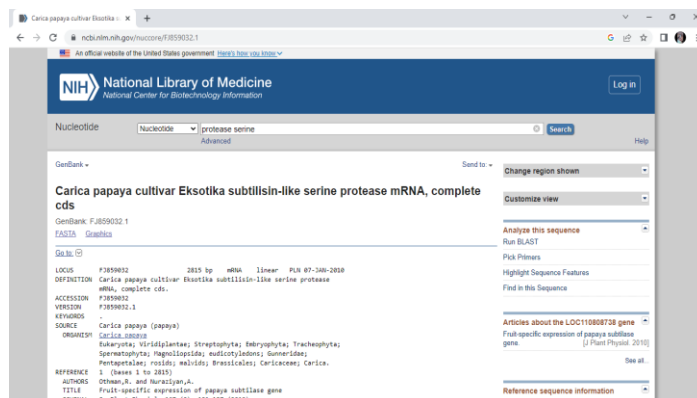 Carica papaya cultivar Eksotika s
ncbi.nlm.nih.gov/nuccore/FJ859032.1
An official website of the United States government Here's how you know
NIH National Library of Medicine
National Center for Biotechnology Information
Log in
Nucleotide Nucleotide protease serine Search
Advanced Help
GenBank Send to:
Change region shown
Customize view
Carica papaya cultivar Eksotika subtilisin-like serine protease mRNA, complete
cds
GenBank: FJ859032.1
FASTA Graphics
Go to:
LOCUS FJ859032 2815 bp mRNA linear PLN 07-JAN-2010
DEFINITION Carica papaya cultivar Eksotika subtilisin-like serine protease
mRNA, complete cds.
ACCESSION FJ859032
VERSION FJ859032.1
KEYWORDS .
SOURCE Carica papaya (papaya)
ORGANISM Carica papaya
Eukaryota; Viridiplantae; Streptophyta; Embryophyta; Tracheophyta;
Spermatophyta; Magnoliopsida; eudicotyledons; Gunneridae;
Pentapetalae; rosids; malvids; Brassicales; Caricaceae; Carica.
REFERENCE 1 (bases 1 to 2815)
AUTHORS Othman,R. and Nuraziyan,A.
TITLE Fruit-specific expression of papaya subtilase gene
Analyze this sequence
Run BLAST
Pick Primers
Highlight Sequence Features
Find in this Sequence
Articles about the LOC110808738 gene
Fruit-specific expression of papaya subtilase
gene [J Plant Physiol. 2010]
See all...
Reference sequence information